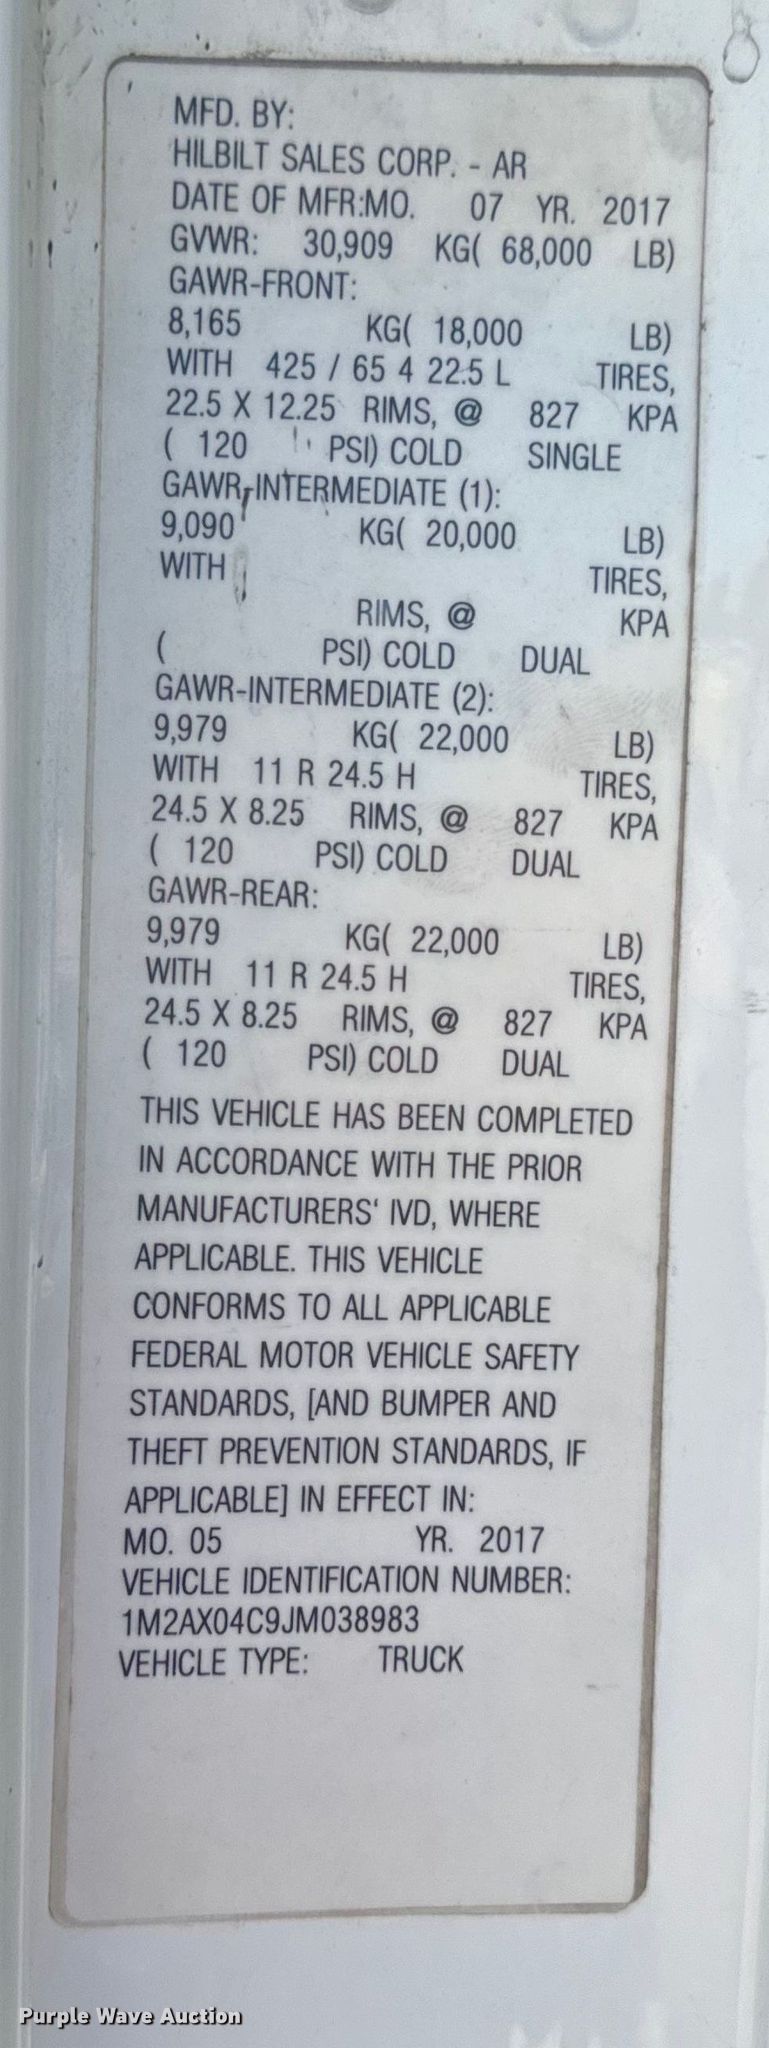 MFD. BY:
HILBILT SALES CORP. - AR
DATE OF MFR:MO. 07 YR. 2017
GVWR: 30,909 KG( 68,000 LB)
GAWR-FRONT:
8,165 KG( 18,000 LB)
WITH 425 / 65 4 22.5 L TIRES,
22.5 X 12.25 RIMS, @ 827 KPA
( 120 PSI) COLD SINGLE
GAWR-INTERMEDIATE (1):
9,090 KG( 20,000 LB)
WITH TIRES,
RIMS, @ KPA
( PSI) COLD DUAL
GAWR-INTERMEDIATE (2):
9,979 KG( 22,000 LB)
WITH 11 R 24.5 H TIRES,
24.5 X 8.25 RIMS, @ 827 KPA
( 120 PSI) COLD DUAL
GAWR-REAR:
9,979 KG( 22,000 LB)
WITH 11 R 24.5 H TIRES,
24.5 X 8.25 RIMS, @ 827 KPA
( 120 PSI) COLD DUAL
THIS VEHICLE HAS BEEN COMPLETED
IN ACCORDANCE WITH THE PRIOR
MANUFACTURERS' IVD, WHERE
APPLICABLE. THIS VEHICLE
CONFORMS TO ALL APPLICABLE
FEDERAL MOTOR VEHICLE SAFETY
STANDARDS, [AND BUMPER AND
THEFT PREVENTION STANDARDS, IF
APPLICABLE] IN EFFECT IN:
MO. 05 YR. 2017
VEHICLE IDENTIFICATION NUMBER:
1M2AX04C9JM038983
VEHICLE TYPE: TRUCK
Purple Wave Auction